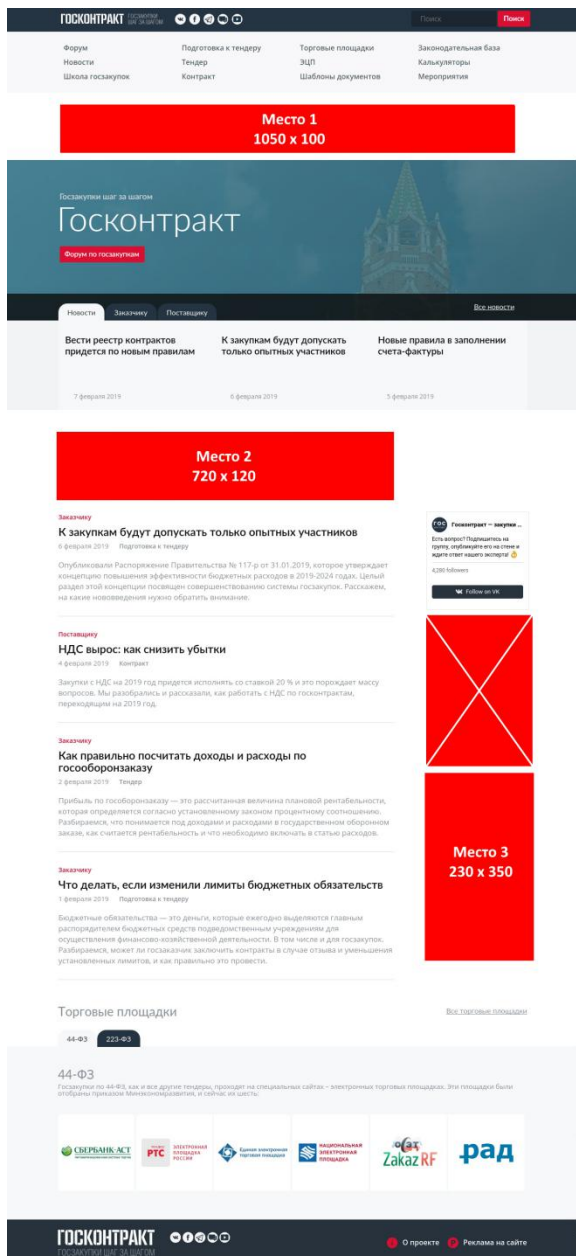 ГОСКОНТРАКТ ГОСЗАКУПКИ ШАГ ЗА ШАГОМ
Поиск Поиск
Форум Подготовка к тендеру Торговые площадки Законодательная база
Новости Тендер ЭЦП Калькуляторы
Школа госзакупок Контракт Шаблоны документов Мероприятия
Место 1
1050 x 100
Госзакупки шаг за шагом
Госконтракт
Форум по госзакупкам
Новости Заказчику Поставщику Все новости
Вести реестр контрактов
придется по новым правилам
7 февраля 2019
К закупкам будут допускать
только опытных участников
6 февраля 2019
Новые правила в заполнении
счета-фактуры
5 февраля 2019
Место 2
720 x 120
Заказчику
К закупкам будут допускать только опытных участников
6 февраля 2019 Подготовка к тендеру
Опубликовали Распоряжение Правительства № 117-р от 31.01.2019, которое утверждает
концепцию повышения эффективности бюджетных расходов в 2019-2024 годах. Целый
раздел этой концепции посвящен совершенствованию системы госзакупок. Расскажем,
на какие нововведения нужно обратить внимание.
Поставщику
НДС вырос: как снизить убытки
4 февраля 2019 Контракт
Закупки с НДС на 2019 год придется исполнять со ставкой 20 % и это порождает массу
вопросов. Мы разобрались и рассказали, как работать с НДС по госконтрактам,
переходящим на 2019 год.
Заказчику
Как правильно посчитать доходы и расходы по
гособоронзаказу
2 февраля 2019 Тендер
Прибыль по гособоронзаказу — это рассчитанная величина плановой рентабельности,
которая определяется согласно установленному законом процентному соотношению.
Разбираемся, что понимается под доходами и расходами в государственном оборонном
заказе, как считается рентабельность и что необходимо включать в статью расходов.
Заказчику
Что делать, если изменили лимиты бюджетных обязательств
1 февраля 2019 Подготовка к тендеру
Бюджетные обязательства — это деньги, которые ежегодно выделяются главным
распорядителем бюджетных средств подведомственным учреждениям для
осуществления финансово-хозяйственной деятельности. В том числе и для госзакупок.
Разбираемся, может ли госзаказчик заключить контракты в случае отзыва и уменьшения
установленных лимитов, и как правильно это провести.
ГОС
Госконтракт — закупки ...
Есть вопрос? Подпишитесь на
группу, опубликуйте его на стене и
ждите ответ нашего эксперта!
4,280 followers
Follow on VK
Место 3
230 x 350
Торговые площадки Все торговые площадки
44-ФЗ 223-ФЗ
44-ФЗ
Госзакупки по 44-ФЗ, как и все другие тендеры, проходят на специальных сайтах – электронных торговых площадках. Эти площадки были
отобраны приказом Минэкономразвития, и сейчас их шесть:
СБЕРБАНК-АСТ
РТС
ЭЛЕКТРОННАЯ
ПЛОЩАДКА
РОССИИ
Единая электронная
торговая площадка
НАЦИОНАЛЬНАЯ
ЭЛЕКТРОННАЯ
ПЛОЩАДКА
ZakazRF
рад
ГОСКОНТРАКТ
ГОСЗАКУПКИ ШАГ ЗА ШАГОМ
О проекте Реклама на сайте